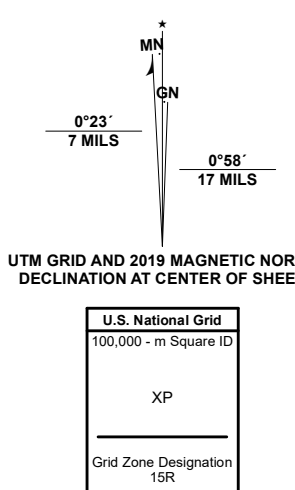 MN
GN
0°23´
7 MILS
0°58´
17 MILS
UTM GRID AND 2019 MAGNETIC NOR
DECLINATION AT CENTER OF SHEE
U.S. National Grid
100,000 - m Square ID
XP
Grid Zone Designation
15R